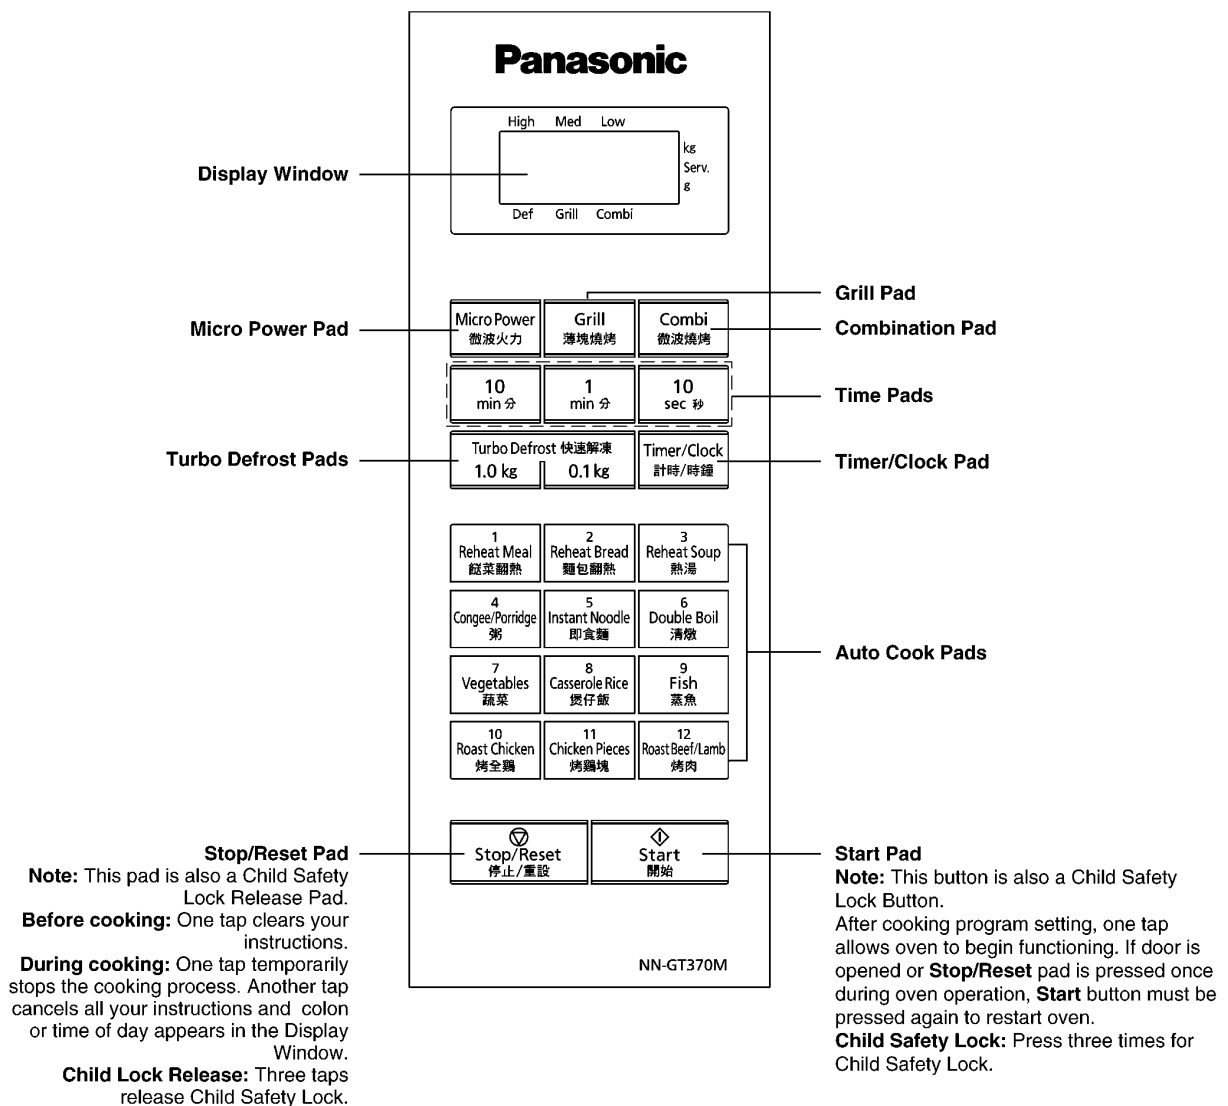 Panasonic
High Med Low
kg
Serv.
g
Def Grill Combi
Display Window
Grill Pad
Micro Power Pad
Micro Power
微波火力
Grill
薄塊燒烤
Combi
微波燒烤
Combination Pad
10
min 分
1
min 分
10
sec 秒
Time Pads
Turbo Defrost Pads
Turbo Defrost 快速解凍
1.0 kg
0.1 kg
Timer/Clock
計時/時鐘
Timer/Clock Pad
1
Reheat Meal
餸菜翻熱
2
Reheat Bread
麵包翻熱
3
Reheat Soup
熱湯
4
Congee/Porridge
粥
5
Instant Noodle
即食麵
6
Double Boil
清燉
Auto Cook Pads
7
Vegetables
蔬菜
8
Casserole Rice
煲仔飯
9
Fish
蒸魚
10
Roast Chicken
烤全鷄
11
Chicken Pieces
烤鷄塊
12
Roast Beef/Lamb
烤肉
Stop/Reset
停止/重設
Start
開始
NN-GT370M
Stop/Reset Pad
Note: This pad is also a Child Safety
Lock Release Pad.
Before cooking: One tap clears your
instructions.
During cooking: One tap temporarily
stops the cooking process. Another tap
cancels all your instructions and colon
or time of day appears in the Display
Window.
Child Lock Release: Three taps
release Child Safety Lock.
Start Pad
Note: This button is also a Child Safety
Lock Button.
After cooking program setting, one tap
allows oven to begin functioning. If door is
opened or Stop/Reset pad is pressed once
during oven operation, Start button must be
pressed again to restart oven.
Child Safety Lock: Press three times for
Child Safety Lock.